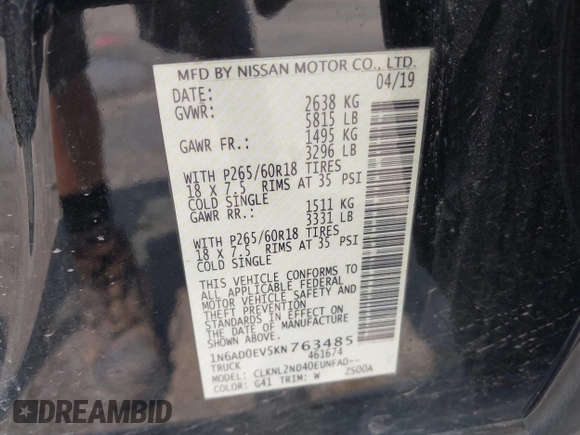 MFD BY NISSAN MOTOR CO., LTD.
DATE: 04/19
GVWR: 2638 KG
5815 LB
GAWR FR.: 1495 KG
3296 LB
WITH P265/60R18 TIRES
18 X 7.5 RIMS AT 35 PSI
COLD SINGLE
GAWR RR.: 1511 KG
3331 LB
WITH P265/60R18 TIRES
18 X 7.5 RIMS AT 35 PSI
COLD SINGLE
THIS VEHICLE CONFORMS TO
ALL APPLICABLE FEDERAL
MOTOR VEHICLE SAFETY AND
THEFT PREVENTION
STANDARDS IN EFFECT ON
THE DATE OF MANUFACTURE
SHOWN ABOVE.
1N6AD0EV5KN763485
TRUCK 461674
MODEL: CLKNL2ND40EUNFAD--
COLOR: G41 TRIM: W ZS00A
AUTOBIDCAR